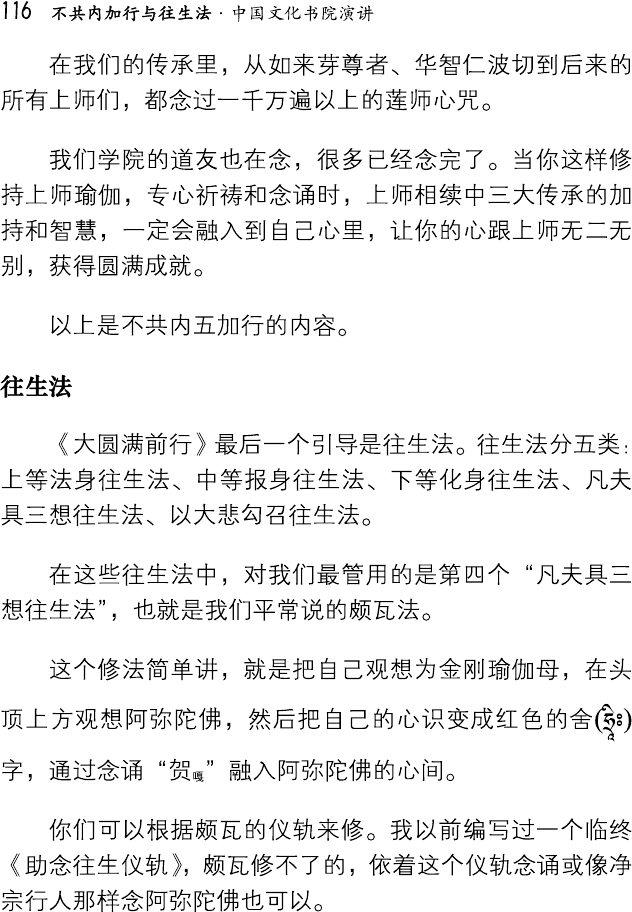 116 不共内加行与往生法·中国文化书院演讲
在我们的传承里，从如来芽尊者、华智仁波切到后来的
所有上师们，都念过一千万遍以上的莲师心咒。
我们学院的道友也在念，很多已经念完了。当你这样修
持上师瑜伽，专心祈祷和念诵时，上师相续中三大传承的加
持和智慧，一定会融入到自己心里，让你的心跟上师无二无
别，获得圆满成就。
以上是不共内五加行的内容。
往生法
《大圆满前行》最后一个引导是往生法。往生法分五类：
上等法身往生法、中等报身往生法、下等化身往生法、凡夫
具三想往生法、以大悲勾召往生法。
在这些往生法中，对我们最管用的是第四个“凡夫具三
想往生法”，也就是我们平常说的颇瓦法。
这个修法简单讲，就是把自己观想为金刚瑜伽母，在头
顶上方观想阿弥陀佛，然后把自己的心识变成红色的舍(ཧྲཱིཿ)
字，通过念诵“贺嘎”融入阿弥陀佛的心间。
你们可以根据颇瓦的仪轨来修。我以前编写过一个临终
《助念往生仪轨》，颇瓦修不了的，依着这个仪轨念诵或像净
宗行人那样念阿弥陀佛也可以。